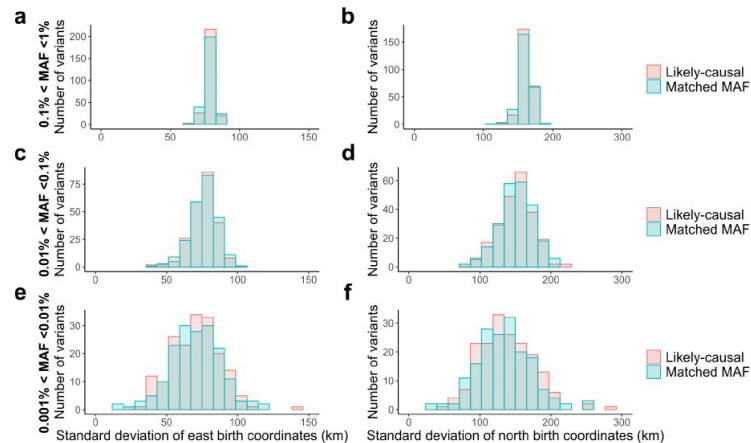 a
b
0.1% < MAF <1%
Number of variants
200
150
100
50
0
0
50
100
150
Number of variants
150
100
50
0
0
100
200
300
Likely-causal
Matched MAF
c
d
0.01% < MAF <0.1%
Number of variants
75
50
25
0
0
50
100
150
Number of variants
60
40
20
0
0
100
200
300
Likely-causal
Matched MAF
e
f
0.001% < MAF <0.01%
Number of variants
30
20
10
0
0
50
100
150
Standard deviation of east birth coordinates (km)
Number of variants
30
20
10
0
0
100
200
300
Standard deviation of north birth coordinates (km)
Likely-causal
Matched MAF